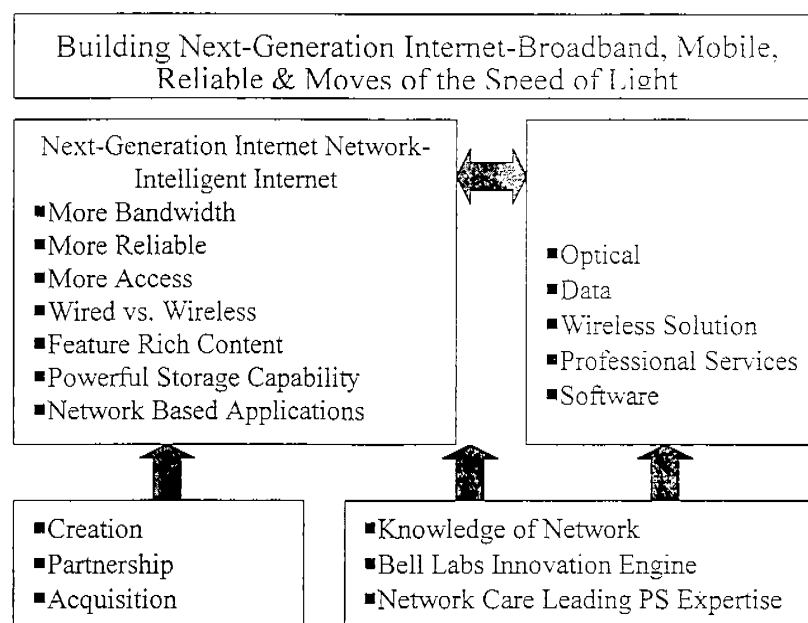 Building Next-Generation Internet-Broadband, Mobile,
Reliable & Moves of the Speed of Light
Next-Generation Internet Network-
Intelligent Internet
■More Bandwidth
■More Reliable
■More Access
■Wired vs. Wireless
■Feature Rich Content
■Powerful Storage Capability
■Network Based Applications
■Optical
■Data
■Wireless Solution
■Professional Services
■Software
■Creation
■Partnership
■Acquisition
■Knowledge of Network
■Bell Labs Innovation Engine
■Network Care Leading PS Expertise